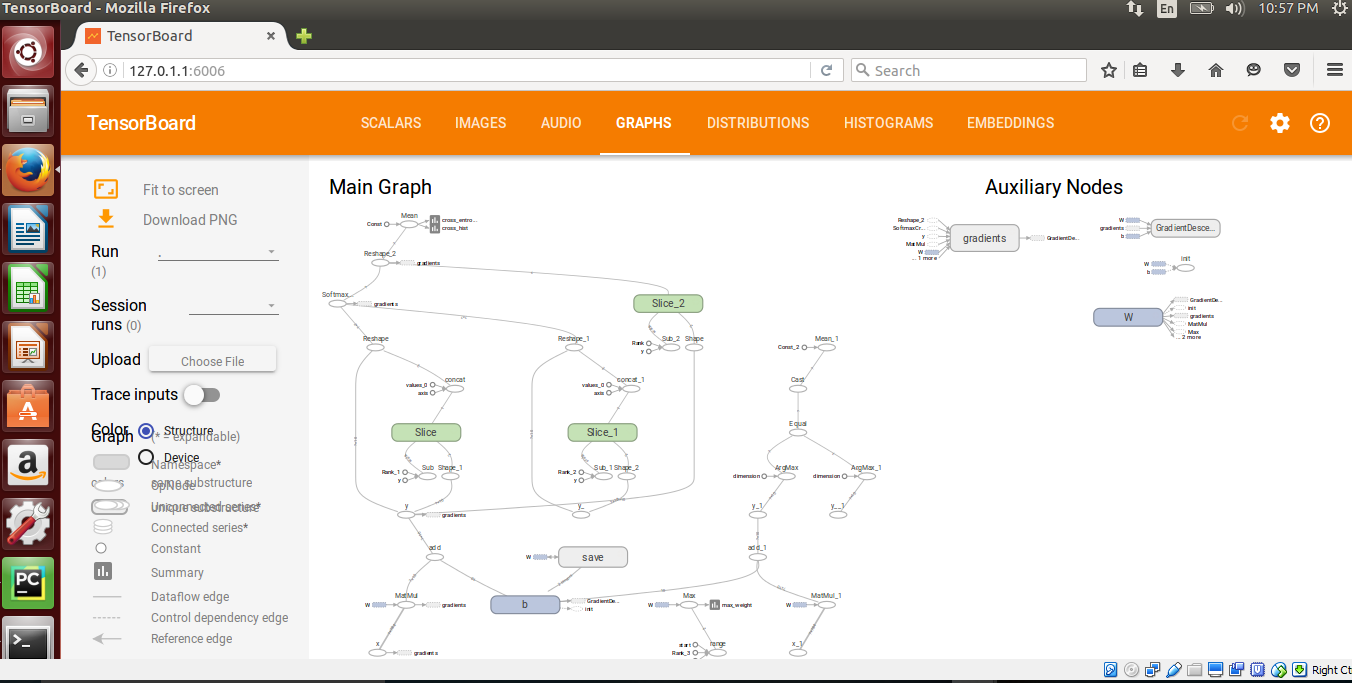 TensorBoard - Mozilla Firefox
En
10:57 PM
TensorBoard
127.0.1.1:6006
Search
TensorBoard
SCALARS
IMAGES
AUDIO
GRAPHS
DISTRIBUTIONS
HISTOGRAMS
EMBEDDINGS
Fit to screen
Download PNG
Run
(1)
.
Session
runs (0)
Upload
Choose File
Trace inputs
Color
Structure
Graph
(* = expandable)
Device
Namespace*
colors
same substructure
OpNode
Unconnected series*
Unique substructure
Connected series*
Constant
Summary
Dataflow edge
Control dependency edge
Reference edge
Main Graph
Mean
Const
cross_entro...
cross_hist
Reshape_2
gradients
Softmax...
gradients
Slice_2
Rank
Sub_2
Shape
y
Reshape
Reshape_1
Const_2
Mean_1
values_0
concat
axis
values_0
concat_1
axis
Cast
Slice
Slice_1
Equal
Rank_1
Sub
Shape_1
y
Rank_2
Sub_1
Shape_2
y
dimension
ArgMax
dimension
ArgMax_1
y
gradients
y_
y_1
y__1
add
W
save
add_1
MatMul
W
gradients
b
GradientDe...
init
Max
W
max_weight
MatMul_1
W
x
gradients
start
range
Rank_3
x_1
Auxiliary Nodes
Reshape_2
SoftmaxCr...
y
MatMul
W
... 1 more
gradients
GradientDe...
W
gradients
b
GradientDesce...
W
b
init
W
GradientDe...
init
gradients
MatMul
Max
... 2 more
PC
Right Ct